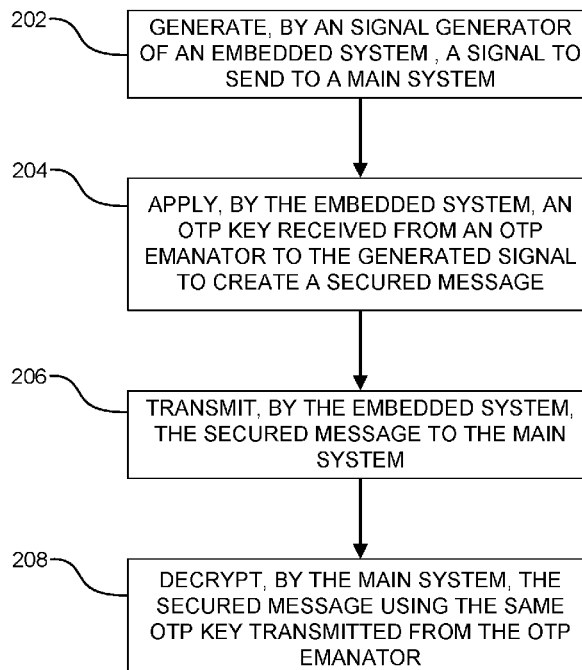 202
GENERATE, BY AN SIGNAL GENERATOR
OF AN EMBEDDED SYSTEM , A SIGNAL TO
SEND TO A MAIN SYSTEM
204
APPLY, BY THE EMBEDDED SYSTEM, AN
OTP KEY RECEIVED FROM AN OTP
EMANATOR TO THE GENERATED SIGNAL
TO CREATE A SECURED MESSAGE
206
TRANSMIT, BY THE EMBEDDED SYSTEM,
THE SECURED MESSAGE TO THE MAIN
SYSTEM
208
DECRYPT, BY THE MAIN SYSTEM, THE
SECURED MESSAGE USING THE SAME
OTP KEY TRANSMITTED FROM THE OTP
EMANATOR